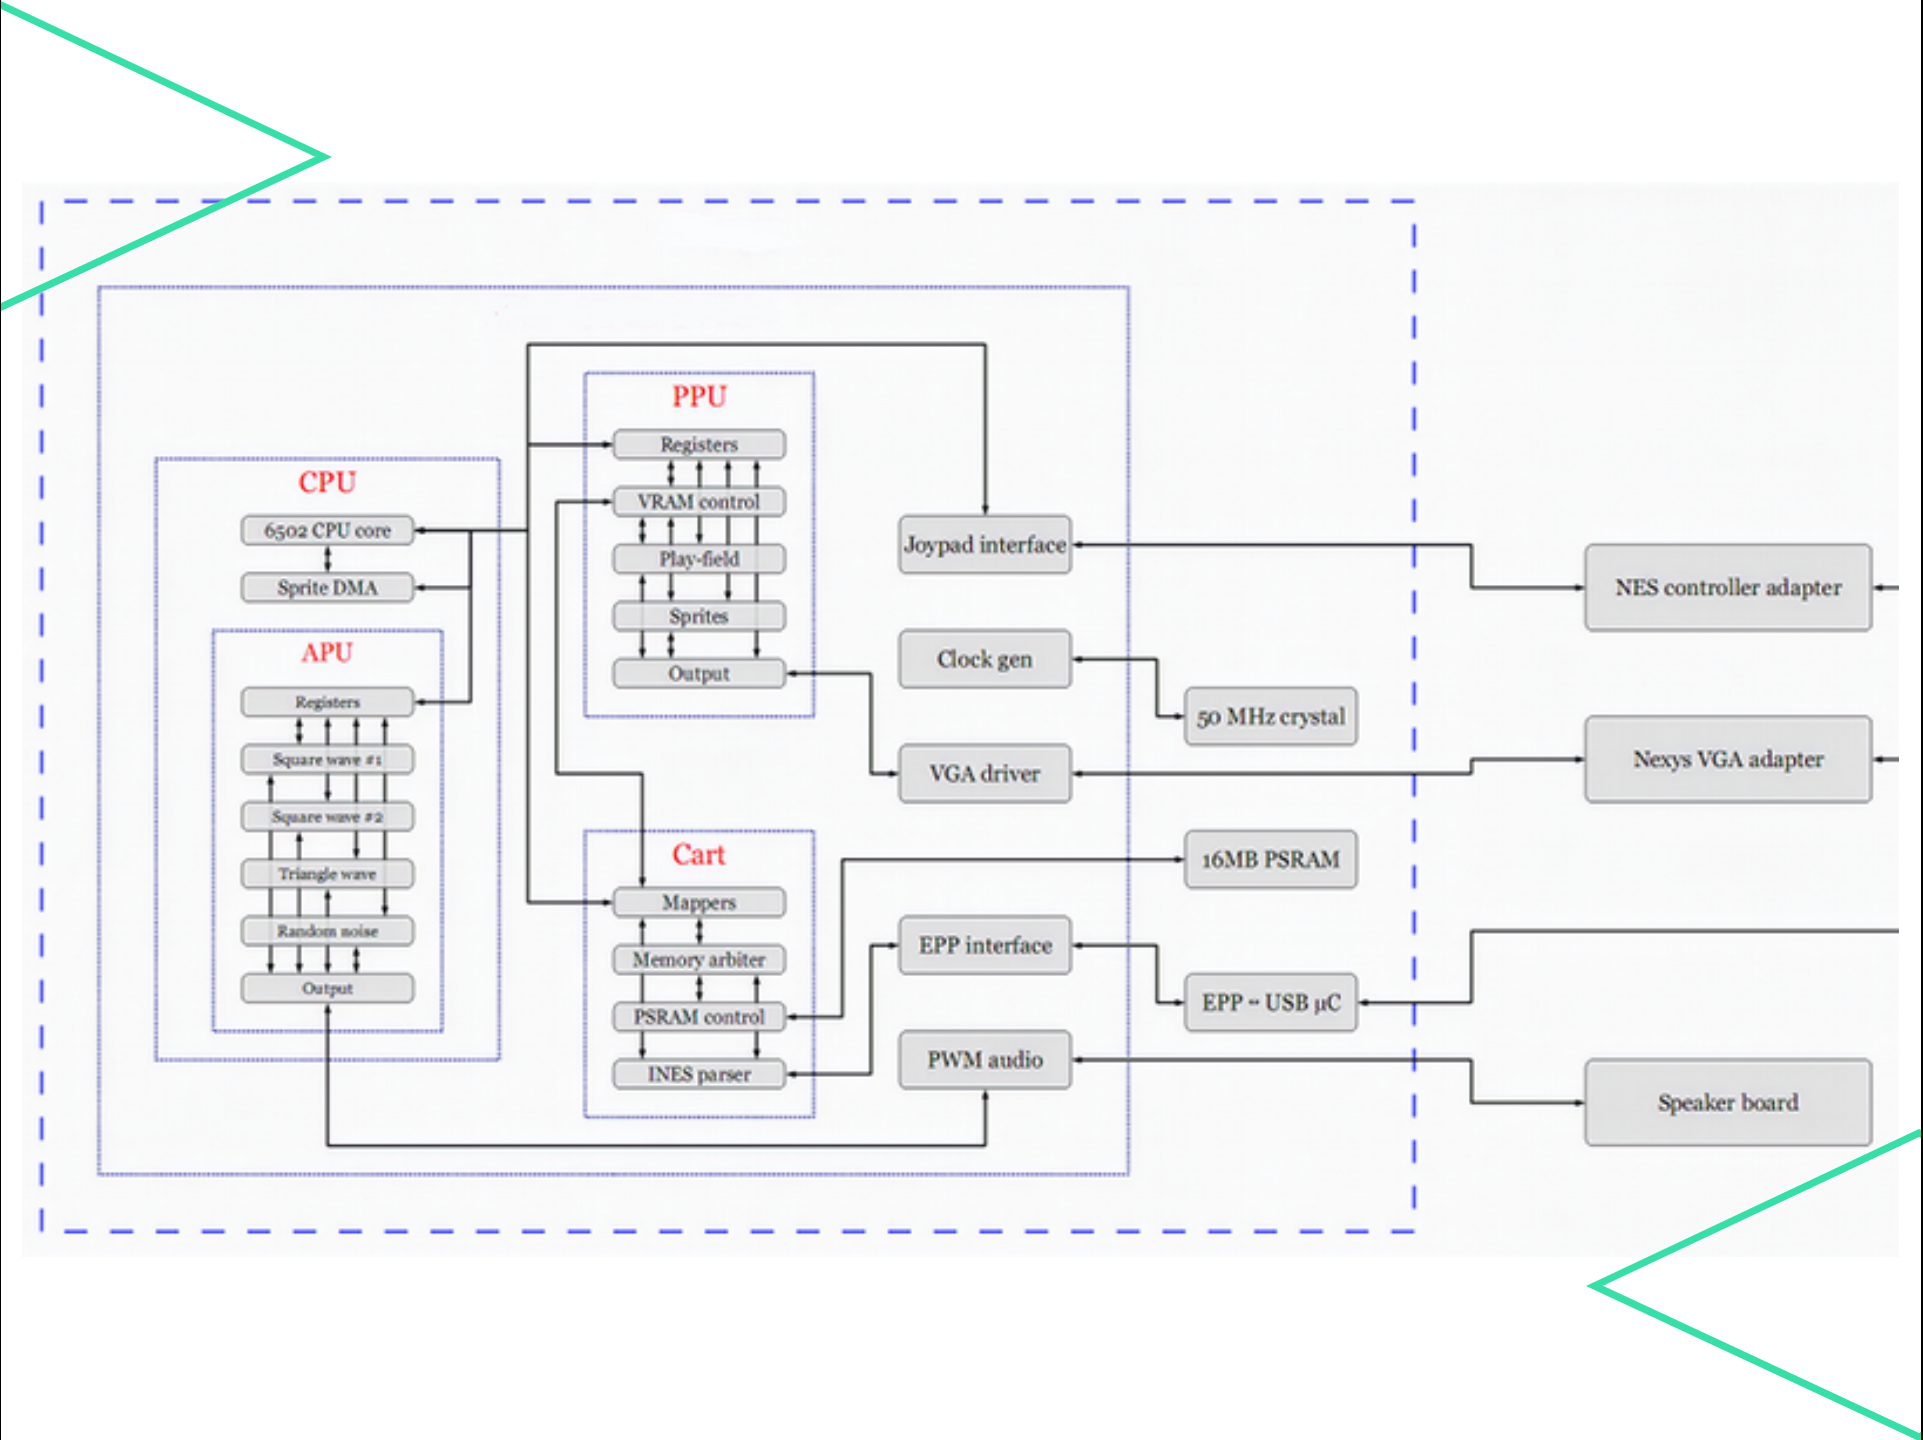 CPU
6502 CPU core
Sprite DMA
APU
Registers
Square wave #1
Square wave #2
Triangle wave
Random noise
Output
PPU
Registers
VRAM control
Play-field
Sprites
Output
Cart
Mappers
Memory arbiter
PSRAM control
INES parser
Joypad interface
Clock gen
VGA driver
EPP interface
PWM audio
50 MHz crystal
16MB PSRAM
EPP ↔ USB µC
NES controller adapter
Nexys VGA adapter
Speaker board